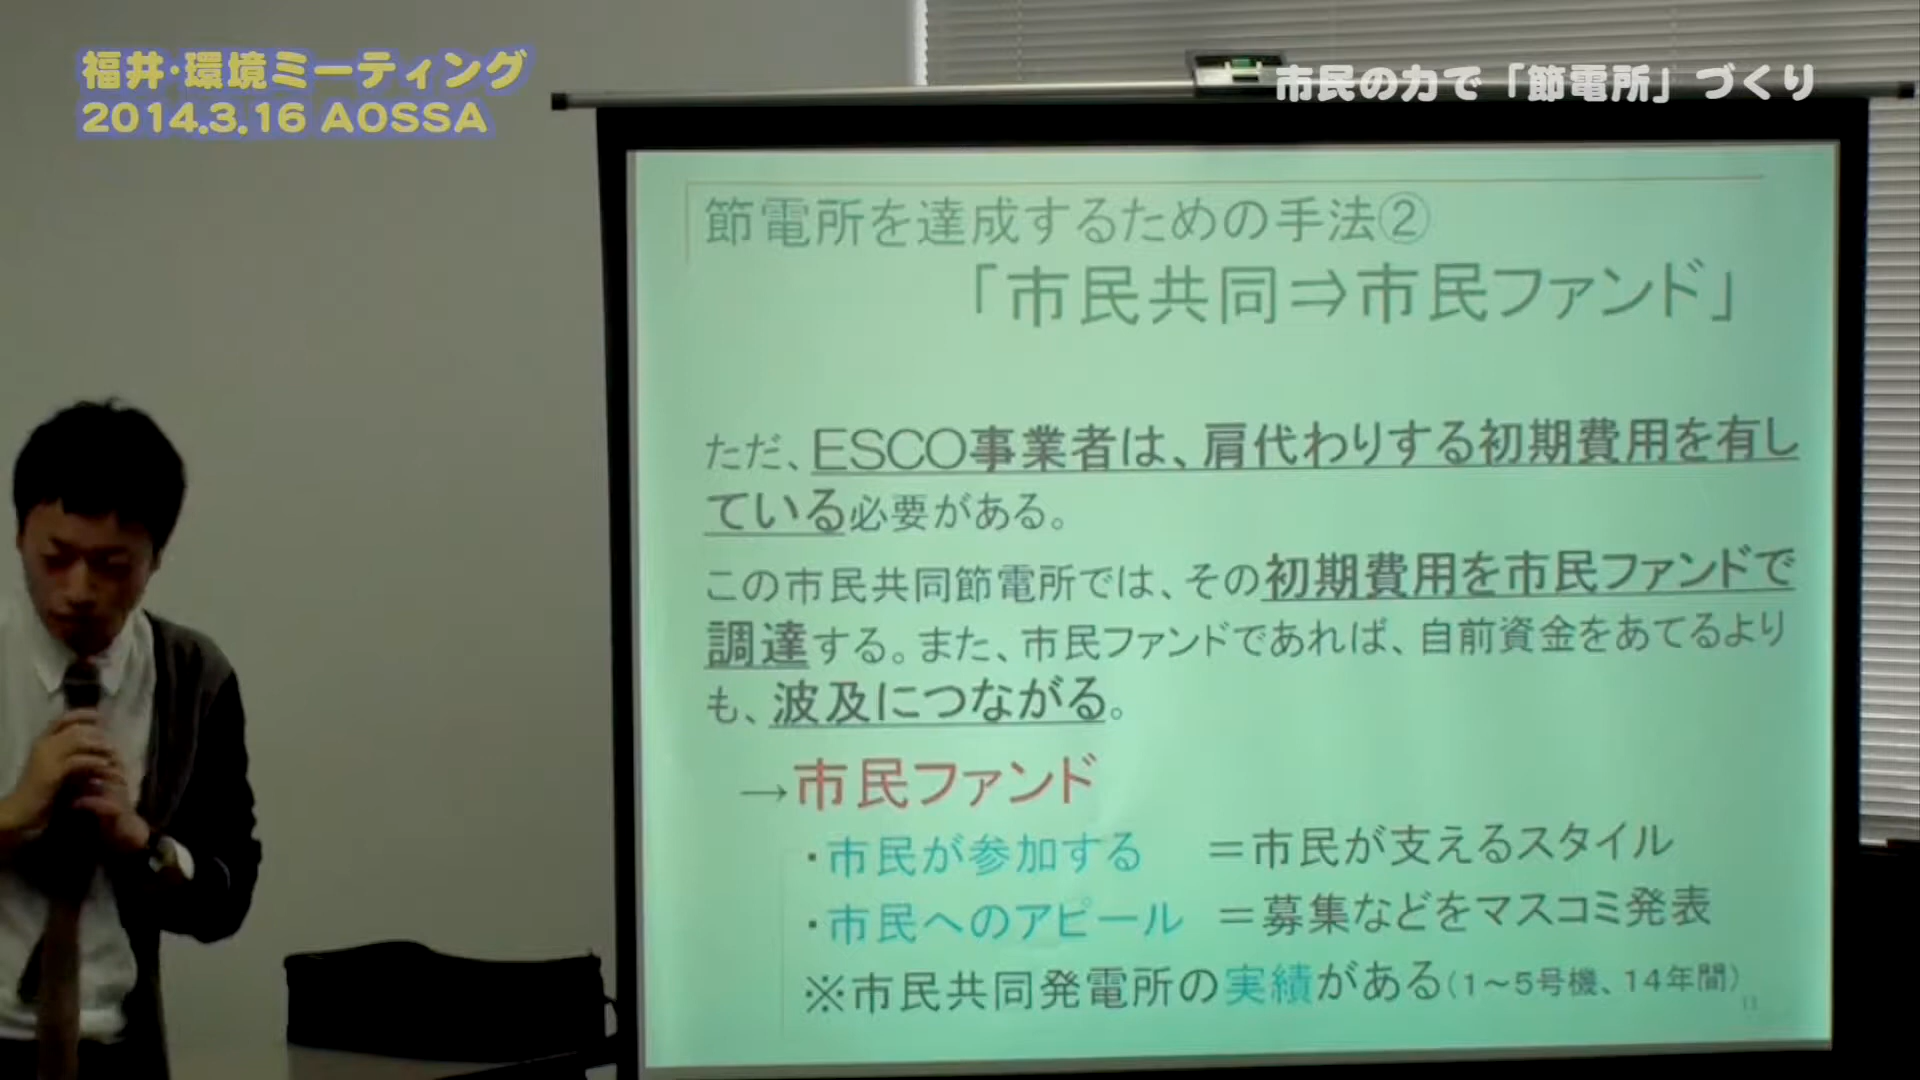 福井・環境ミーティング
2014.3.16 AOSSA
市民の力で「節電所」づくり
節電所を達成するための手法②
「市民共同⇒市民ファンド」
ただ、ESCO事業者は、肩代わりする初期費用を有し
ている必要がある。
この市民共同節電所では、その初期費用を市民ファンドで
調達する。また、市民ファンドであれば、自前資金をあてるより
も、波及につながる。
→市民ファンド
・市民が参加する ＝市民が支えるスタイル
・市民へのアピール ＝募集などをマスコミ発表
※市民共同発電所の実績がある（1～5号機、14年間）
11